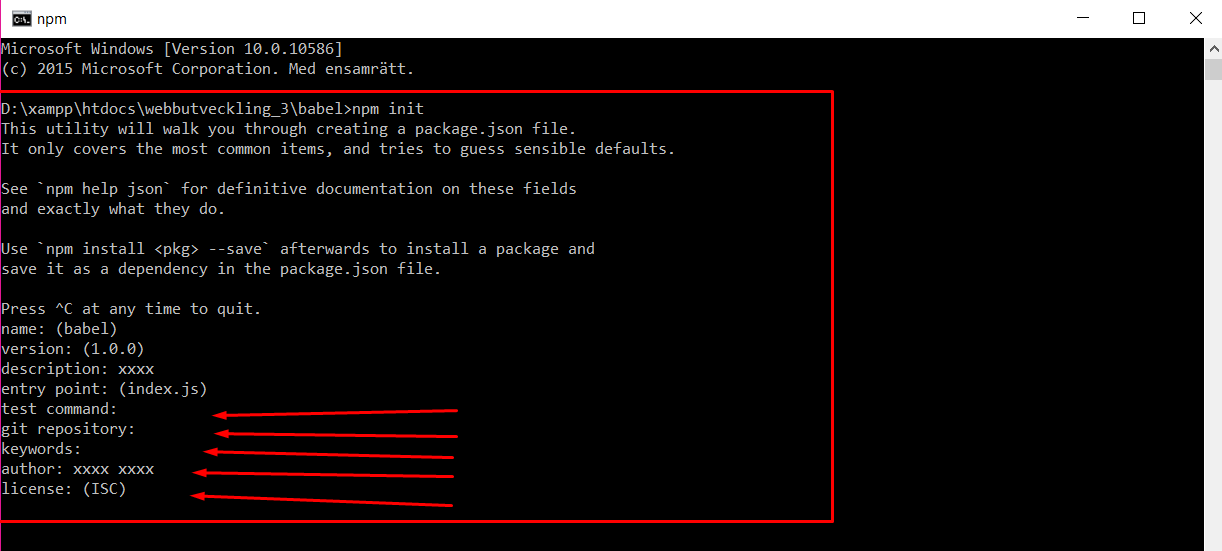 npm
Microsoft Windows [Version 10.0.10586]
(c) 2015 Microsoft Corporation. Med ensamrätt.
D:\xampp\htdocs\webbutveckling_3\babel>npm init
This utility will walk you through creating a package.json file.
It only covers the most common items, and tries to guess sensible defaults.
See `npm help json` for definitive documentation on these fields
and exactly what they do.
Use `npm install <pkg> --save` afterwards to install a package and
save it as a dependency in the package.json file.
Press ^C at any time to quit.
name: (babel)
version: (1.0.0)
description: xxxx
entry point: (index.js)
test command:
git repository:
keywords:
author: xxxx xxxx
license: (ISC)